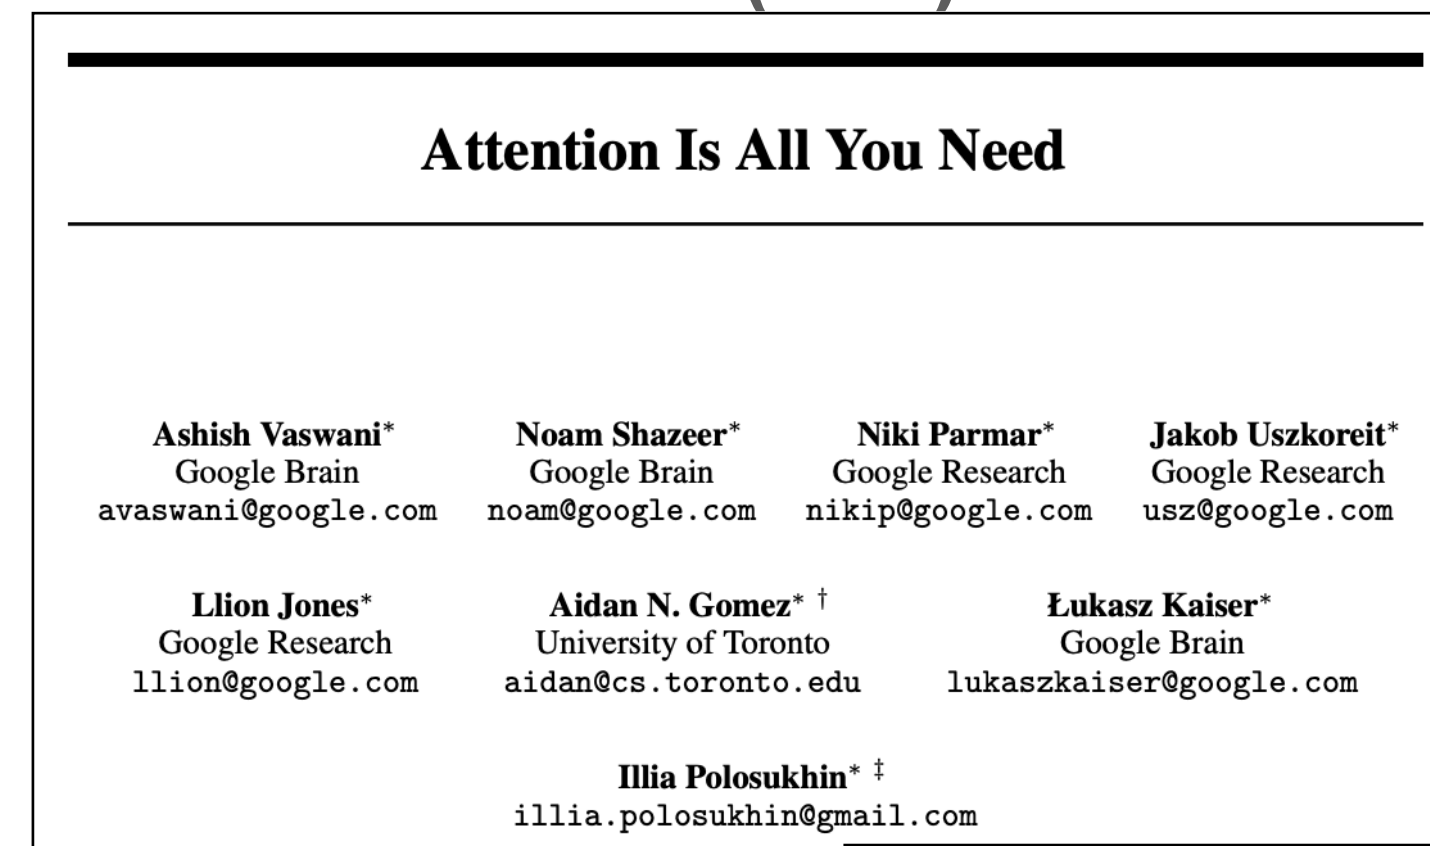 Attention Is All You Need
Ashish Vaswani* Noam Shazeer* Niki Parmar* Jakob Uszkoreit*
Google Brain Google Brain Google Research Google Research
avaswani@google.com noam@google.com nikip@google.com usz@google.com
Llion Jones* Aidan N. Gomez* † Łukasz Kaiser*
Google Research University of Toronto Google Brain
llion@google.com aidan@cs.toronto.edu lukaszkaiser@google.com
Illia Polosukhin* ‡
illia.polosukhin@gmail.com